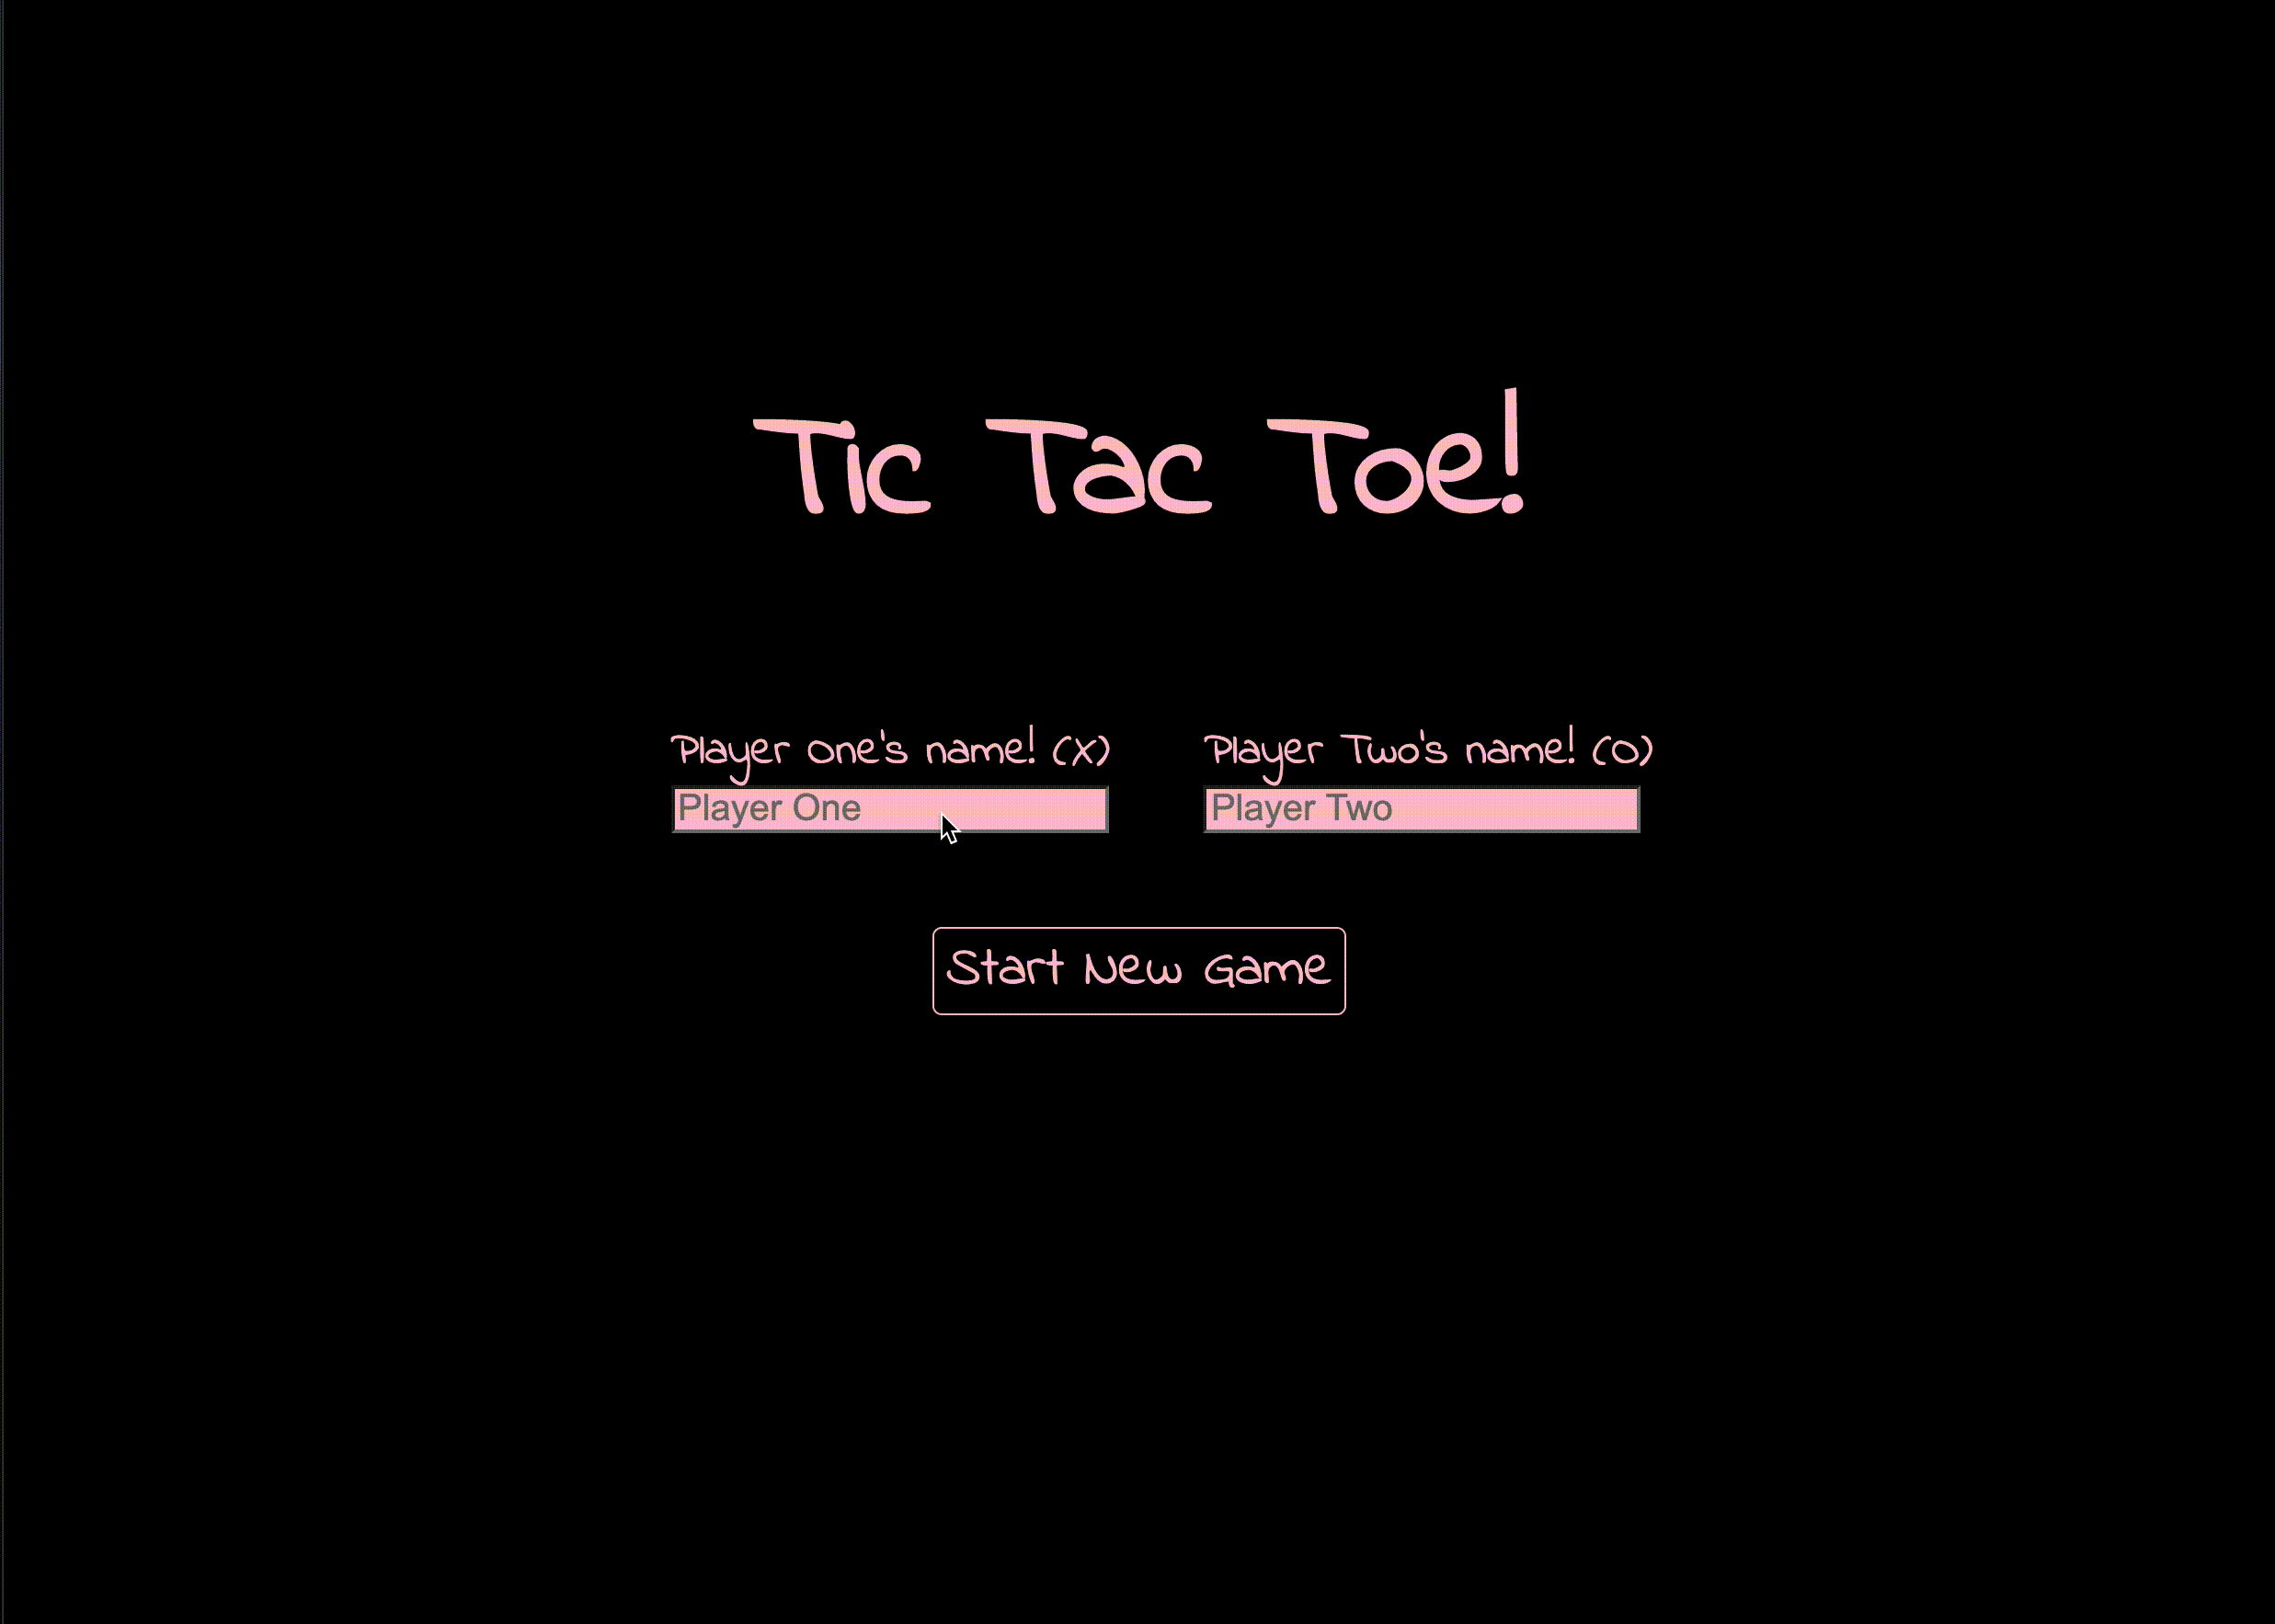 Tic Tac Toe!
Player One's name! (X)
Player One
Player Two's name! (O)
Player Two
Start New Game